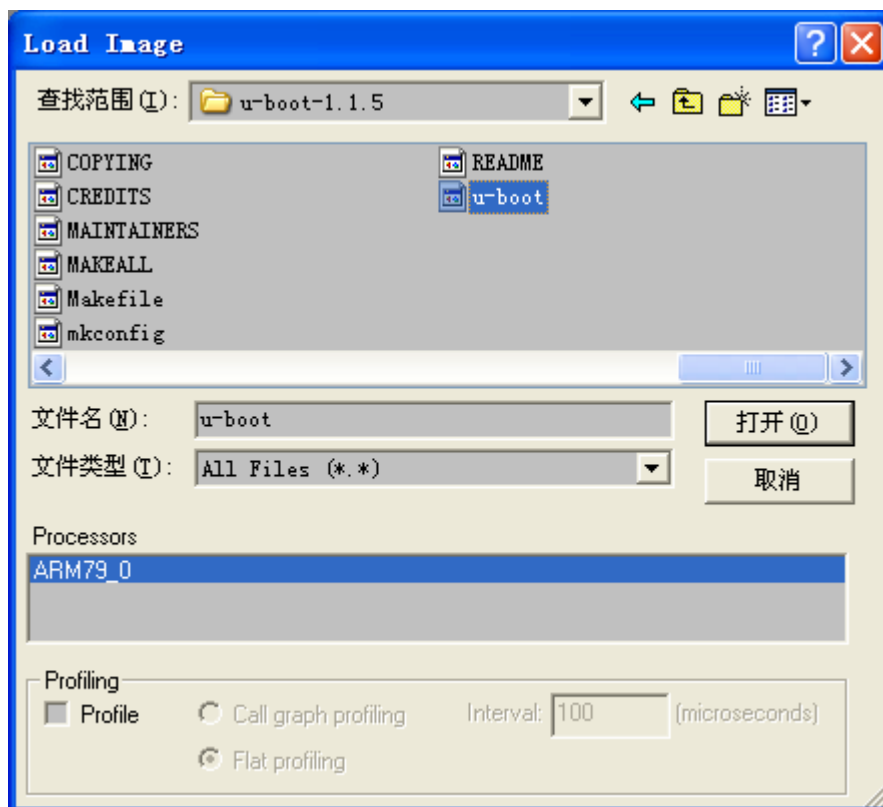 Load Image
查找范围(I): u-boot-1.1.5
COPYING
CREDITS
MAINTAINERS
MAKEALL
Makefile
mkconfig
README
u-boot
文件名(N): u-boot 打开(O)
文件类型(T): All Files (*.*) 取消
Processors
ARM79_0
Profiling
Profile Call graph profiling Interval: 100 (microseconds)
Flat profiling